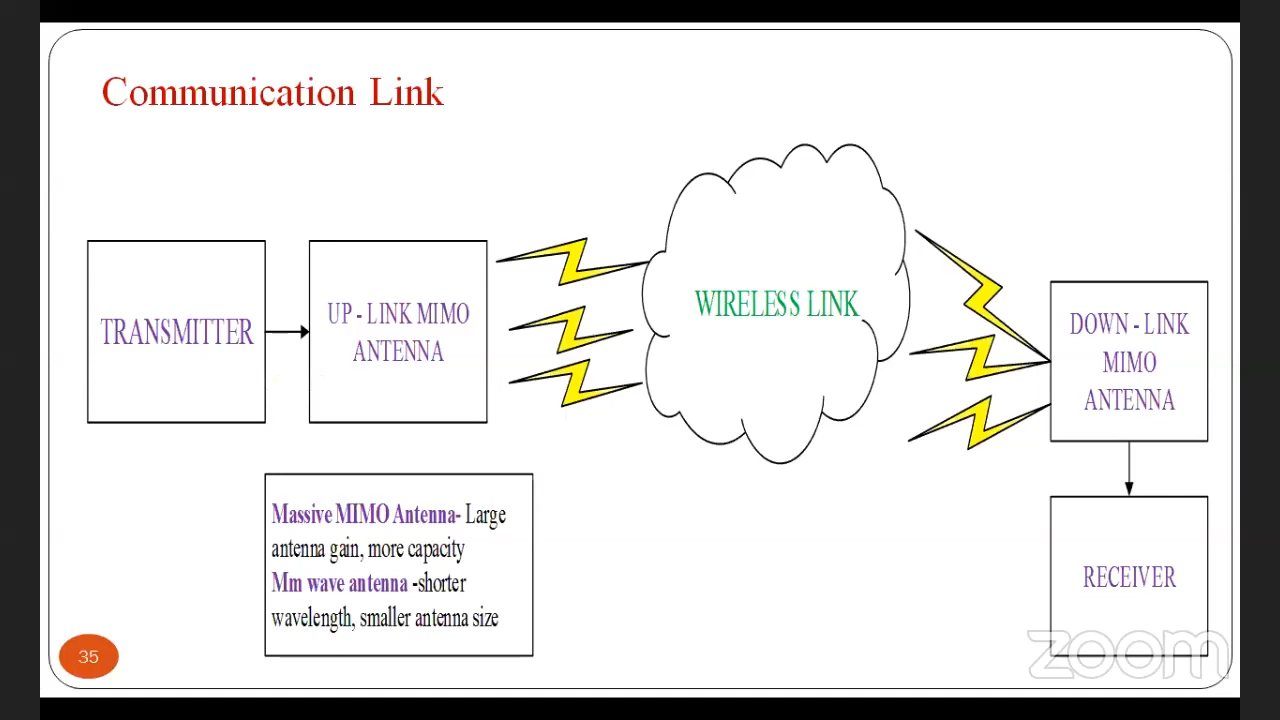 Communication Link
TRANSMITTER
UP - LINK MIMO
ANTENNA
WIRELESS LINK
DOWN - LINK
MIMO
ANTENNA
Massive MIMO Antenna- Large
antenna gain, more capacity
Mm wave antenna -shorter
wavelength, smaller antenna size
RECEIVER
35
zoom